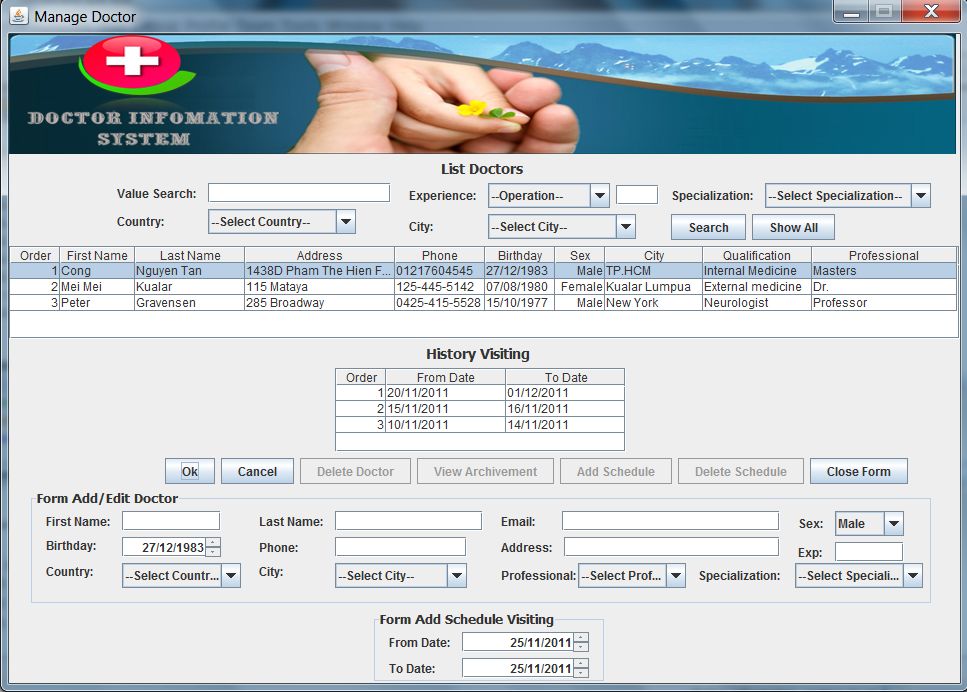 Manage Doctor
DOCTOR INFOMATION
SYSTEM
List Doctors
Value Search: Experience: --Operation-- Specialization: --Select Specialization--
Country: --Select Country-- City: --Select City-- Search Show All
Order First Name Last Name Address Phone Birthday Sex City Qualification Professional
1 Cong Nguyen Tan 1438D Pham The Hien F... 01217604545 27/12/1983 Male TP.HCM Internal Medicine Masters
2 Mei Mei Kualar 115 Mataya 125-445-5142 07/08/1980 Female Kualar Lumpua External medicine Dr.
3 Peter Gravensen 285 Broadway 0425-415-5528 15/10/1977 Male New York Neurologist Professor
History Visiting
Order From Date To Date
1 20/11/2011 01/12/2011
2 15/11/2011 16/11/2011
3 10/11/2011 14/11/2011
Ok Cancel Delete Doctor View Archivement Add Schedule Delete Schedule Close Form
Form Add/Edit Doctor
First Name: Last Name: Email: Sex: Male
Birthday: 27/12/1983 Phone: Address: Exp:
Country: --Select Countr... City: --Select City-- Professional: --Select Prof... Specialization: --Select Speciali...
Form Add Schedule Visiting
From Date: 25/11/2011
To Date: 25/11/2011